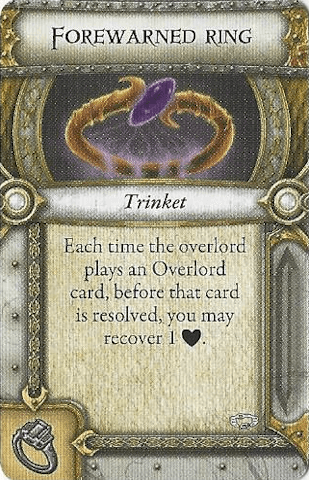 Forewarned ring
Trinket
Each time the overlord
plays an Overlord
card, before that card
is resolved, you may
recover 1 ♥.